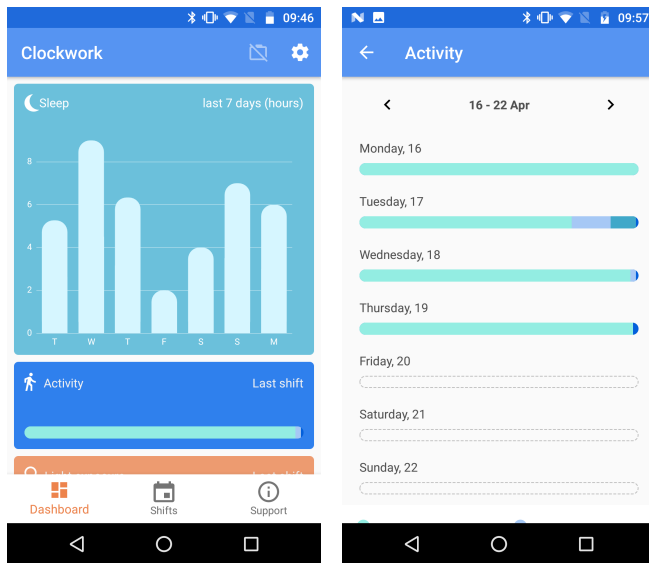 09:46
Clockwork
Sleep
last 7 days (hours)
8
6
4
2
0
T W T F S S M
Activity
Last shift
Dashboard
Shifts
Support
09:57
Activity
16 - 22 Apr
Monday, 16
Tuesday, 17
Wednesday, 18
Thursday, 19
Friday, 20
Saturday, 21
Sunday, 22